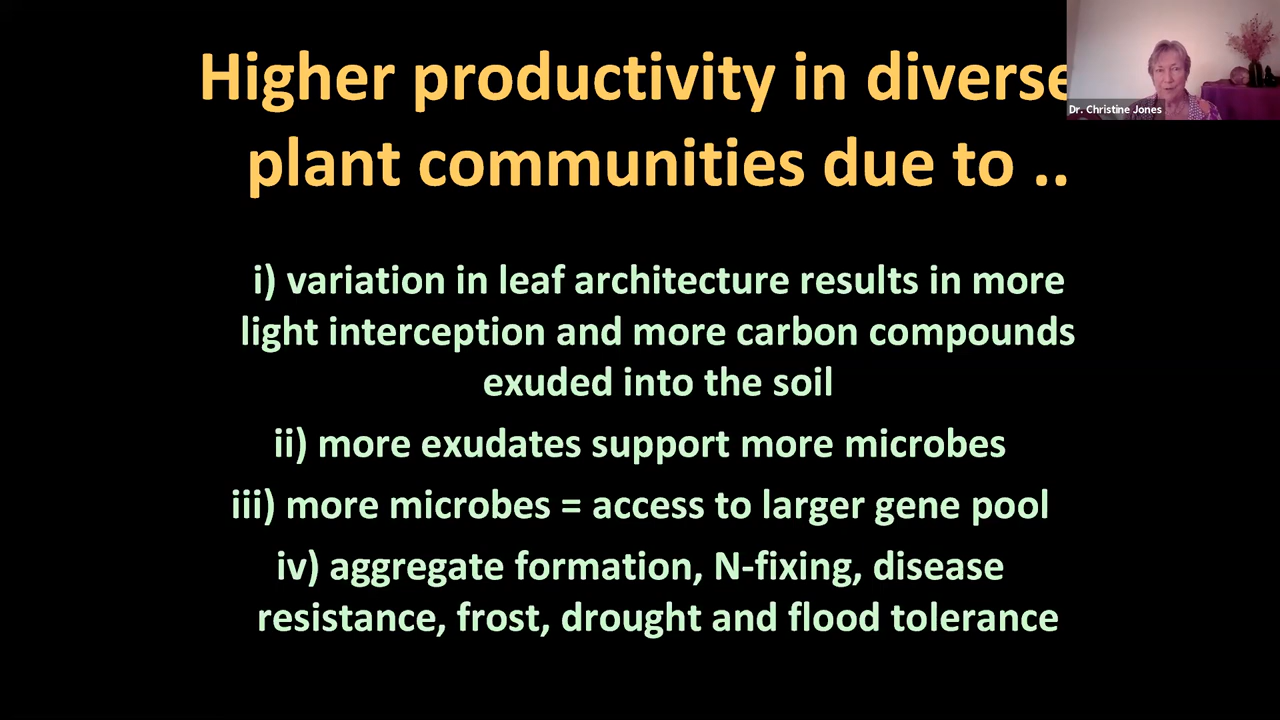 Higher productivity in diverse
plant communities due to ..
Dr. Christine Jones
i) variation in leaf architecture results in more
light interception and more carbon compounds
exuded into the soil
ii) more exudates support more microbes
iii) more microbes = access to larger gene pool
iv) aggregate formation, N-fixing, disease
resistance, frost, drought and flood tolerance